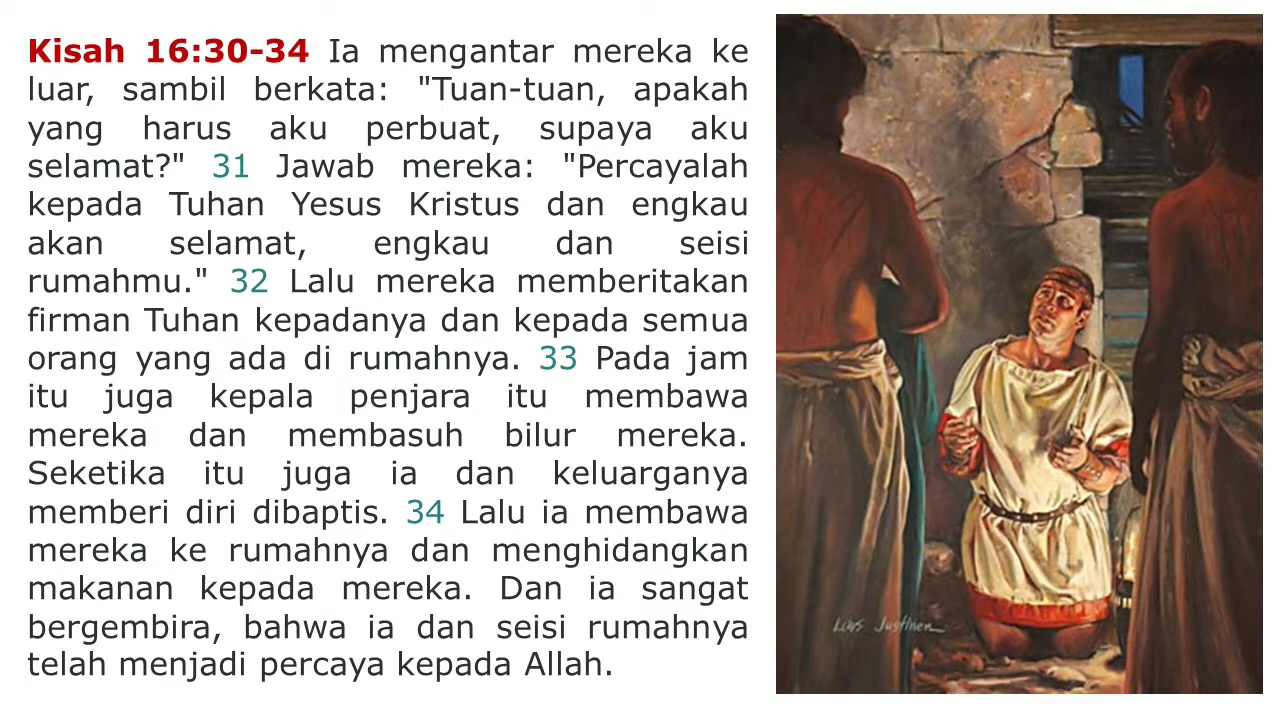 Kisah 16:30-34 Ia mengantar mereka ke
luar, sambil berkata: "Tuan-tuan, apakah
yang harus aku perbuat, supaya aku
selamat?" 31 Jawab mereka: "Percayalah
kepada Tuhan Yesus Kristus dan engkau
akan selamat, engkau dan seisi
rumahmu." 32 Lalu mereka memberitakan
firman Tuhan kepadanya dan kepada semua
orang yang ada di rumahnya. 33 Pada jam
itu juga kepala penjara itu membawa
mereka dan membasuh bilur mereka.
Seketika itu juga ia dan keluarganya
memberi diri dibaptis. 34 Lalu ia membawa
mereka ke rumahnya dan menghidangkan
makanan kepada mereka. Dan ia sangat
bergembira, bahwa ia dan seisi rumahnya
telah menjadi percaya kepada Allah.
Lars Justinen